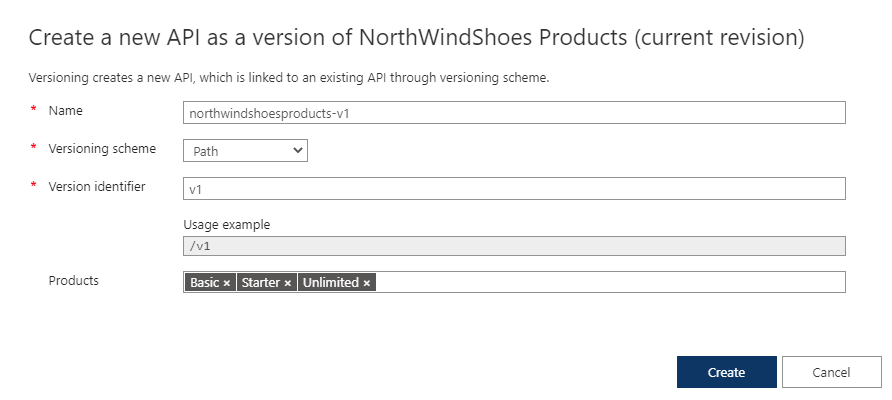 Create a new API as a version of NorthWindShoes Products (current revision)
Versioning creates a new API, which is linked to an existing API through versioning scheme.
* Name northwindshoesproducts-v1
* Versioning scheme Path
* Version identifier v1
Usage example
/v1
Products Basic × Starter × Unlimited ×
Create Cancel